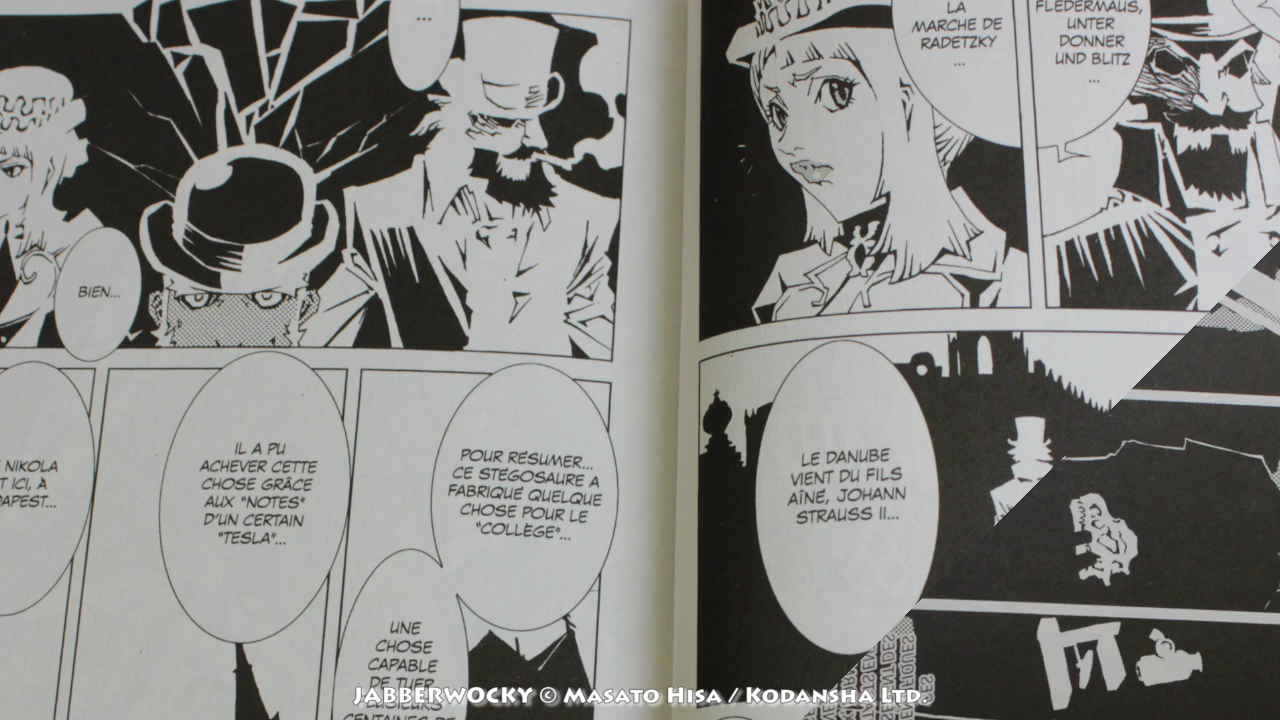 ...
BIEN...
NIKOLA
IL A PU
ACHEVER CETTE
CHOSE GRÂCE
AUX "NOTES"
D'UN CERTAIN
"TESLA"...
POUR RÉSUMER...
CE STÉGOSAURE A
FABRIQUÉ QUELQUE
CHOSE POUR LE
"COLLÈGE"...
UNE
CHOSE
CAPABLE
DE TUER
LA
MARCHE DE
RADETZKY
...
FLEDERMAUS,
UNTER
DONNER
UND BLITZ
...
LE DANUBE
VIENT DU FILS
AÎNÉ, JOHANN
STRAUSS II...
JABBERWOCKY © MASATO HISA / KODANSHA LTD.